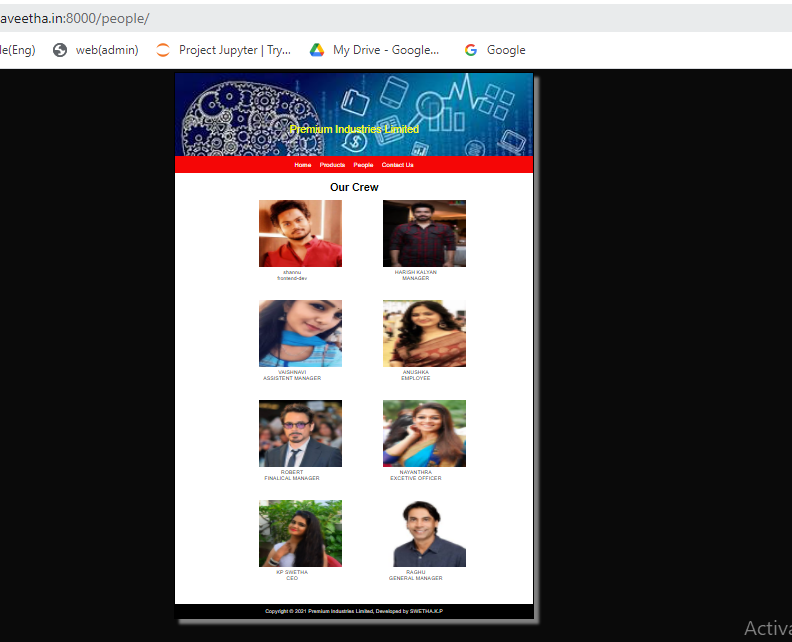 aveetha.in:8000/people/
le(Eng) web(admin) Project Jupyter | Try... My Drive - Google... Google
Premium Industries Limited
Home Products People Contact Us
Our Crew
shannu HARISH KALYAN
frontend-dev MANAGER
VAISHNAVI ANUSHKA
ASSISTENT MANAGER EMPLOYEE
ROBERT NAYANTHRA
FINALICAL MANAGER EXCETIVE OFFICER
KP SWETHA RAGHU
CEO GENERAL MANAGER
Copyright © 2021 Premium Industries Limited, Developed by SWETHA.K.P
Activa